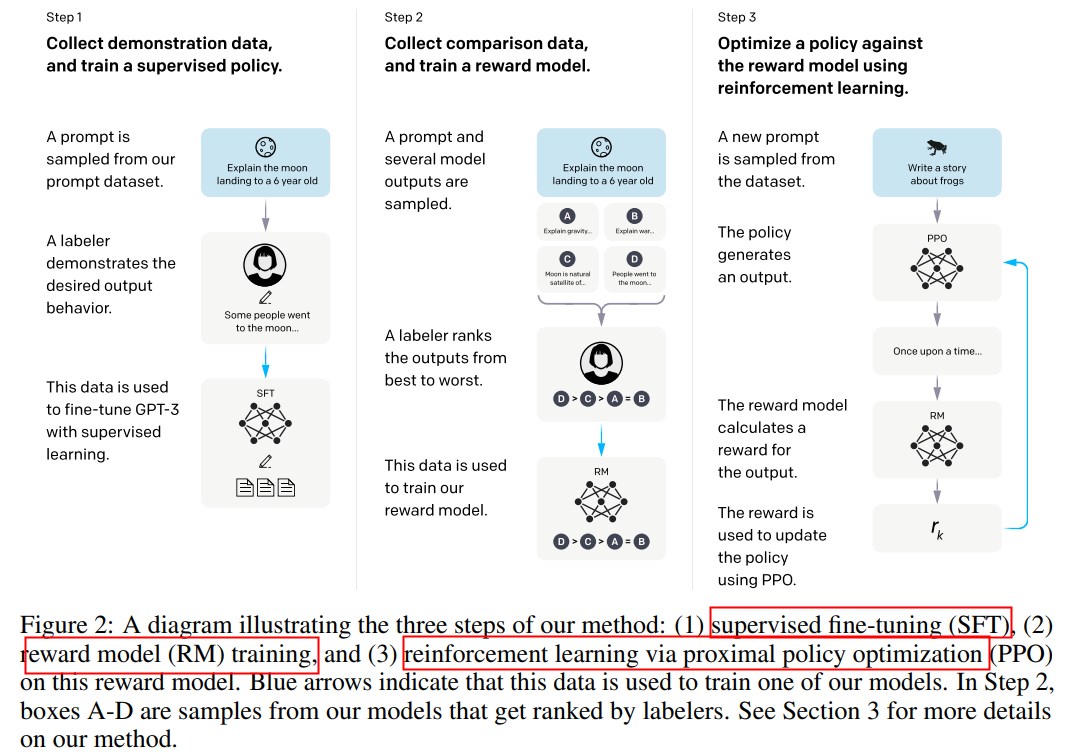 Step 1
Collect demonstration data,
and train a supervised policy.
A prompt is
sampled from our
prompt dataset.
Explain the moon
landing to a 6 year old
A labeler
demonstrates the
desired output
behavior.
Some people went
to the moon...
This data is used
to fine-tune GPT-3
with supervised
learning.
SFT
Step 2
Collect comparison data,
and train a reward model.
A prompt and
several model
outputs are
sampled.
Explain the moon
landing to a 6 year old
A
Explain gravity...
B
Explain war...
C
Moon is natural
satellite of...
D
People went to
the moon...
A labeler ranks
the outputs from
best to worst.
D > C > A = B
This data is used
to train our
reward model.
RM
D > C > A = B
Step 3
Optimize a policy against
the reward model using
reinforcement learning.
A new prompt
is sampled from
the dataset.
Write a story
about frogs
The policy
generates
an output.
PPO
Once upon a time...
The reward model
calculates a
reward for
the output.
RM
The reward is
used to update
the policy
using PPO.
rk
Figure 2: A diagram illustrating the three steps of our method: (1) supervised fine-tuning (SFT), (2)
reward model (RM) training, and (3) reinforcement learning via proximal policy optimization (PPO)
on this reward model. Blue arrows indicate that this data is used to train one of our models. In Step 2,
boxes A-D are samples from our models that get ranked by labelers. See Section 3 for more details
on our method.